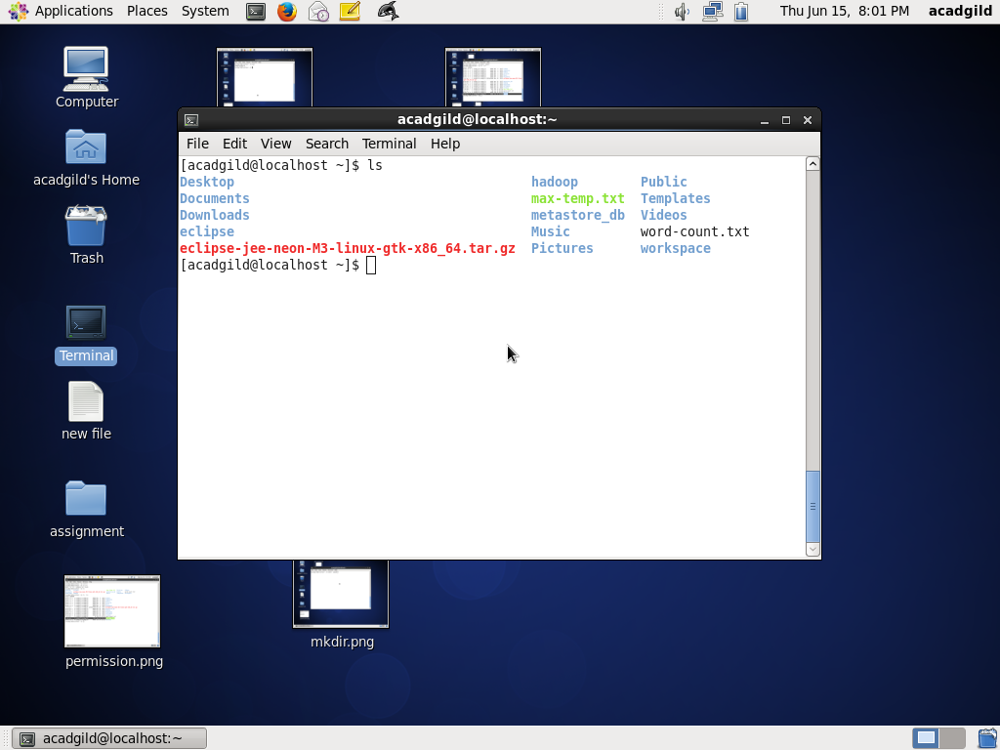 Applications Places System Thu Jun 15, 8:01 PM acadgild
Computer
acadgild's Home
Trash
Terminal
new file
assignment
permission.png
mkdir.png
acadgild@localhost:~
File Edit View Search Terminal Help
[acadgild@localhost ~]$ ls
Desktop hadoop Public
Documents max-temp.txt Templates
Downloads metastore_db Videos
eclipse Music word-count.txt
eclipse-jee-neon-M3-linux-gtk-x86_64.tar.gz Pictures workspace
[acadgild@localhost ~]$
acadgild@localhost:~